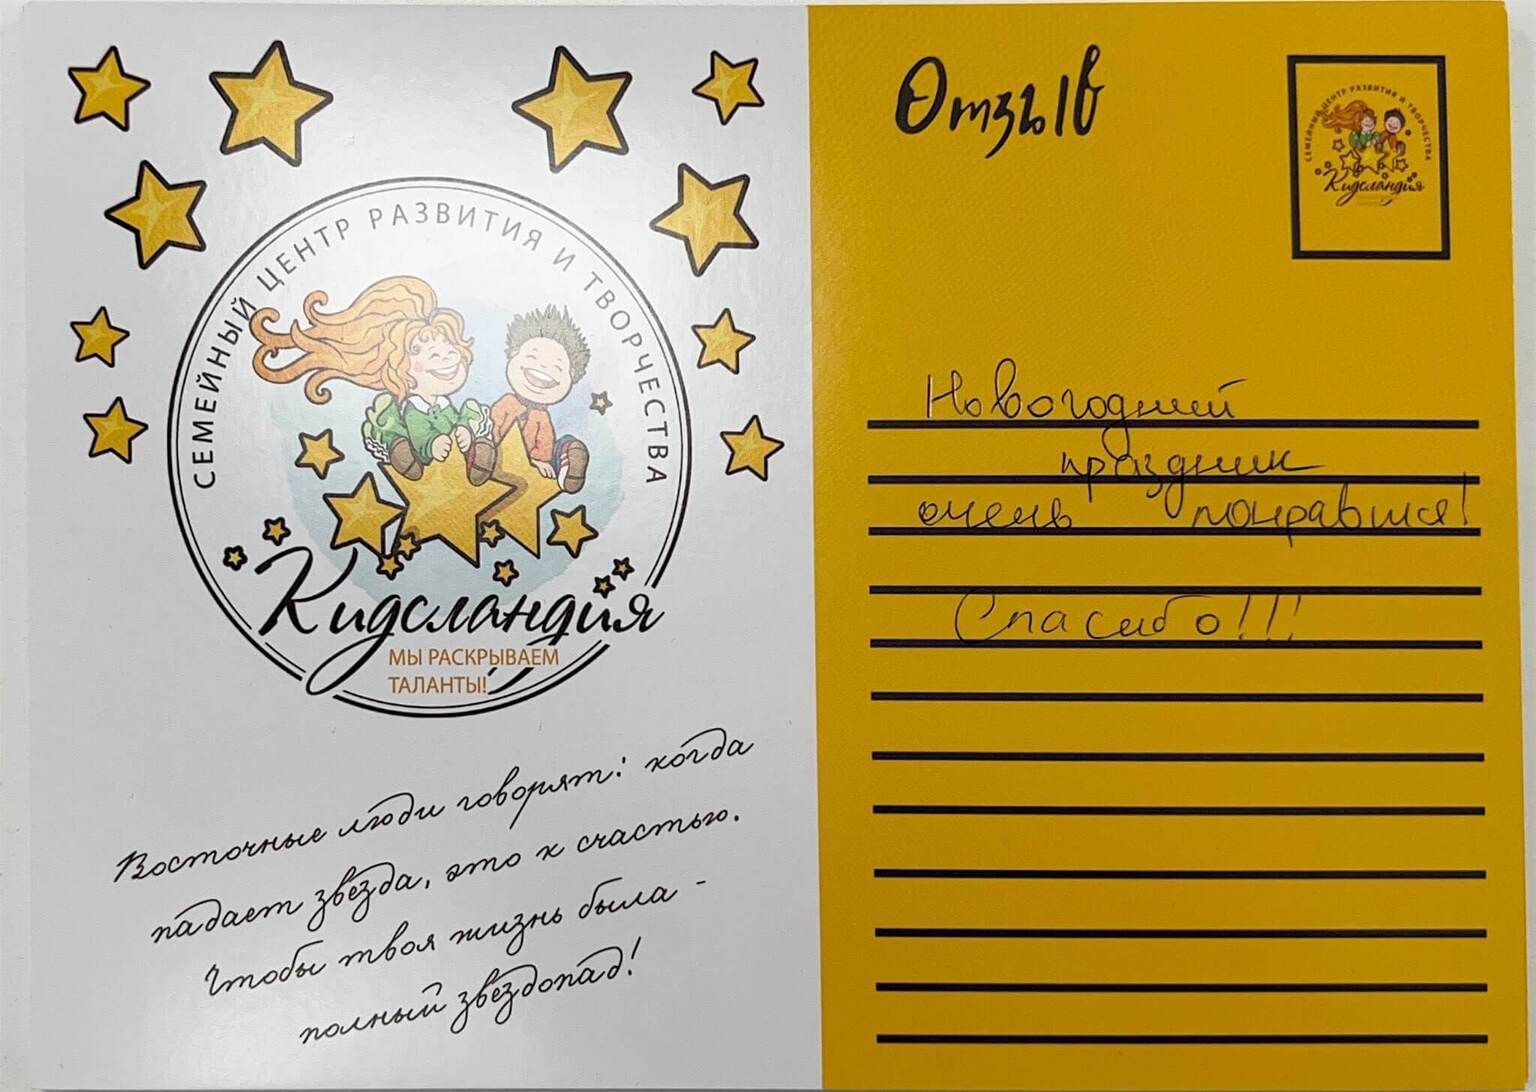 СЕМЕЙНЫЙ ЦЕНТР РАЗВИТИЯ И ТВОРЧЕСТВА
Кидсландия
МЫ РАСКРЫВАЕМ
ТАЛАНТЫ!
Восточные люди говорят: когда
падает звезда, это к счастью.
Чтобы твоя жизнь была -
полный звездопад!
Отзыв
СЕМЕЙНЫЙ ЦЕНТР РАЗВИТИЯ И ТВОРЧЕСТВА
Кидсландия
Новогодний
праздник
очень понравился!
Спасибо!!!